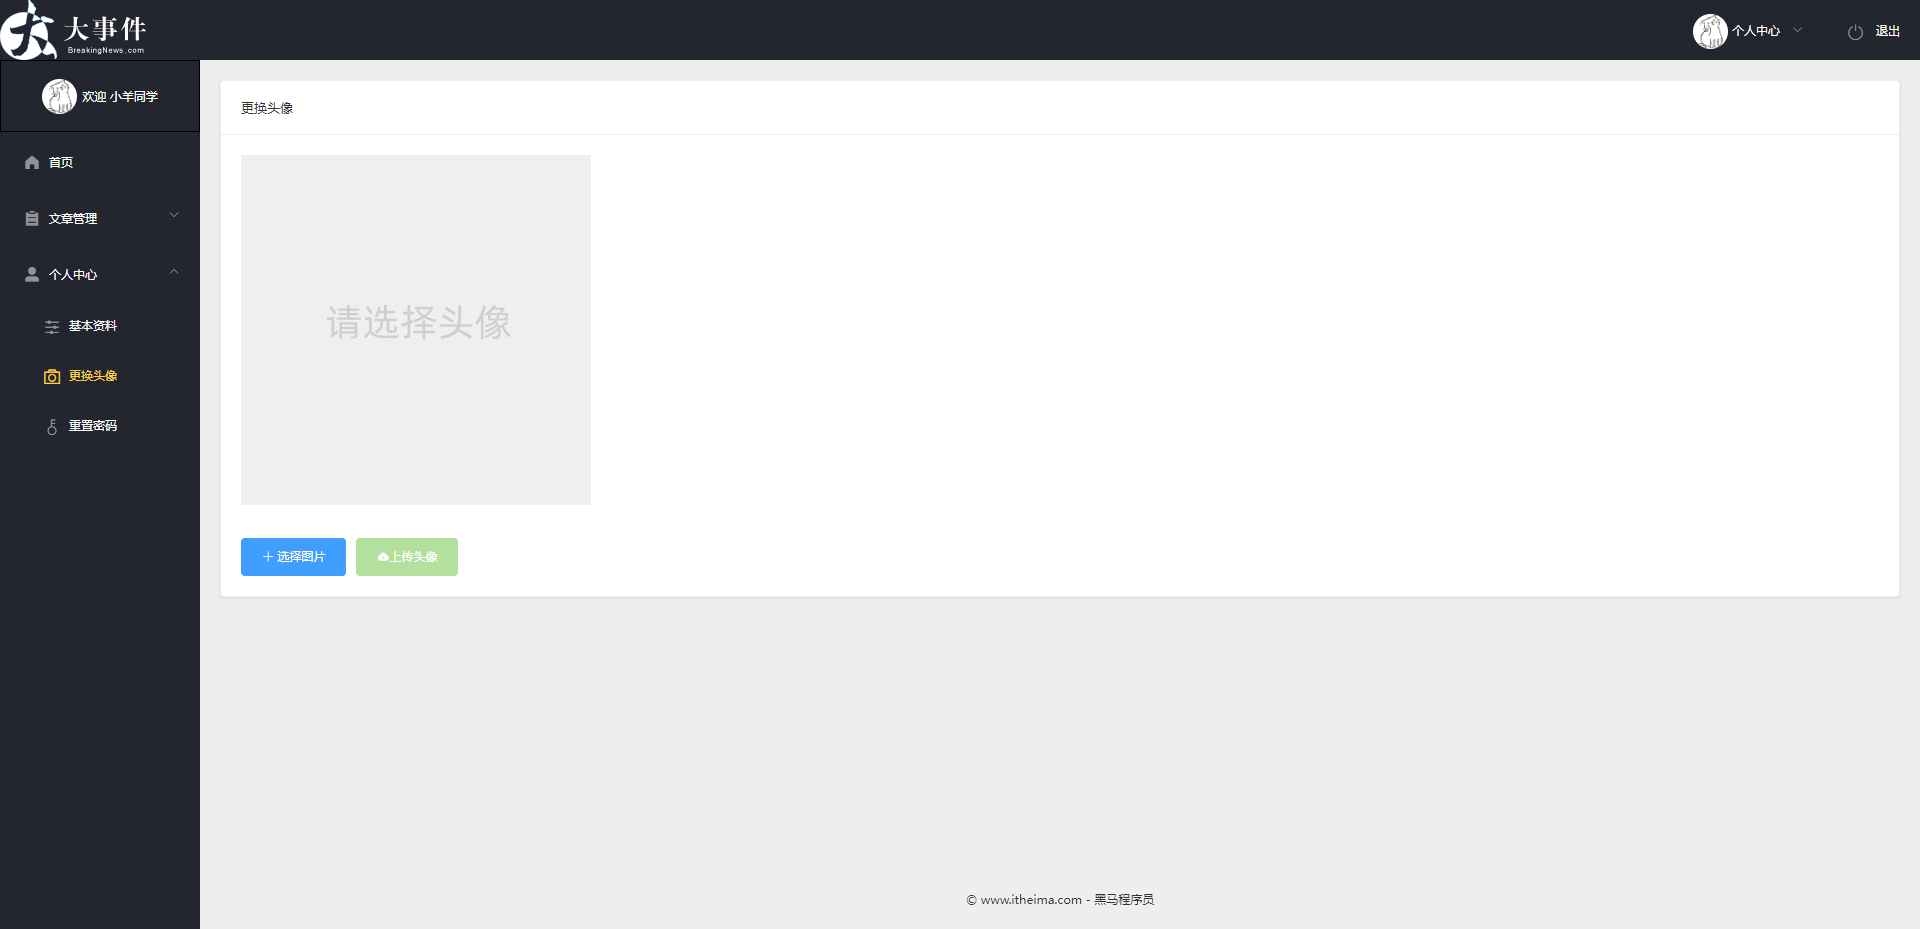 大事件
BreakingNews.com
个人中心
退出
欢迎 小羊同学
首页
文章管理
个人中心
基本资料
更换头像
重置密码
更换头像
请选择头像
选择图片
上传头像
© www.itheima.com - 黑马程序员